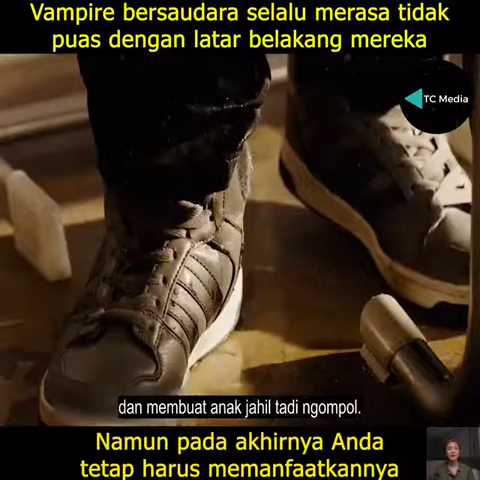 Vampire bersaudara selalu merasa tidak
puas dengan latar belakang mereka
TC Media
dan membuat anak jahil tadi ngompol.
Namun pada akhirnya Anda
tetap harus memanfaatkannya